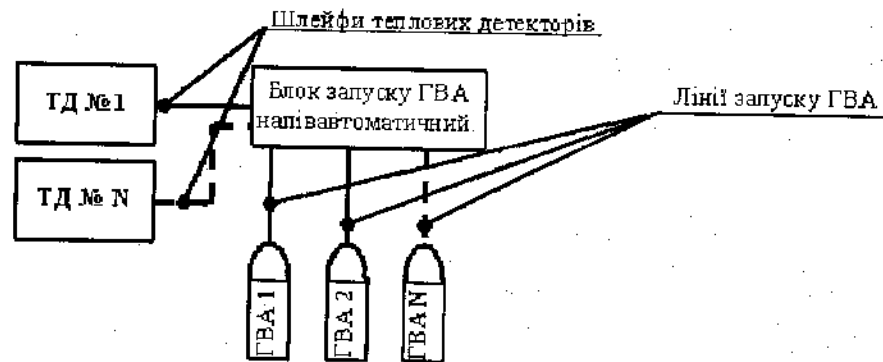 Шлейфи теплових детекторів
ТД №1
Блок запуску ГВА
напівавтоматичний.
Лінії запуску ГВА
ТД № N
ГВА 1
ГВА 2
ГВА N